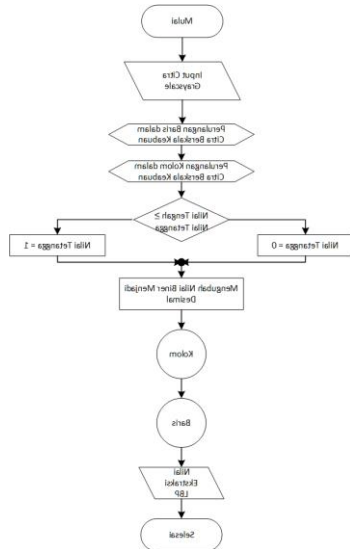 Mulai
Input Citra
Grayscale
Perulangan Baris dalam
Citra Berskala Keabuan
Perulangan Kolom dalam
Citra Berskala Keabuan
Nilai Tengah ≥
Nilai Tetangga
Nilai Tetangga = 1
Nilai Tetangga = 0
Mengubah Nilai Biner Menjadi
Desimal
Kolom
Baris
Nilai
Ekstraksi
LBP
Selesai